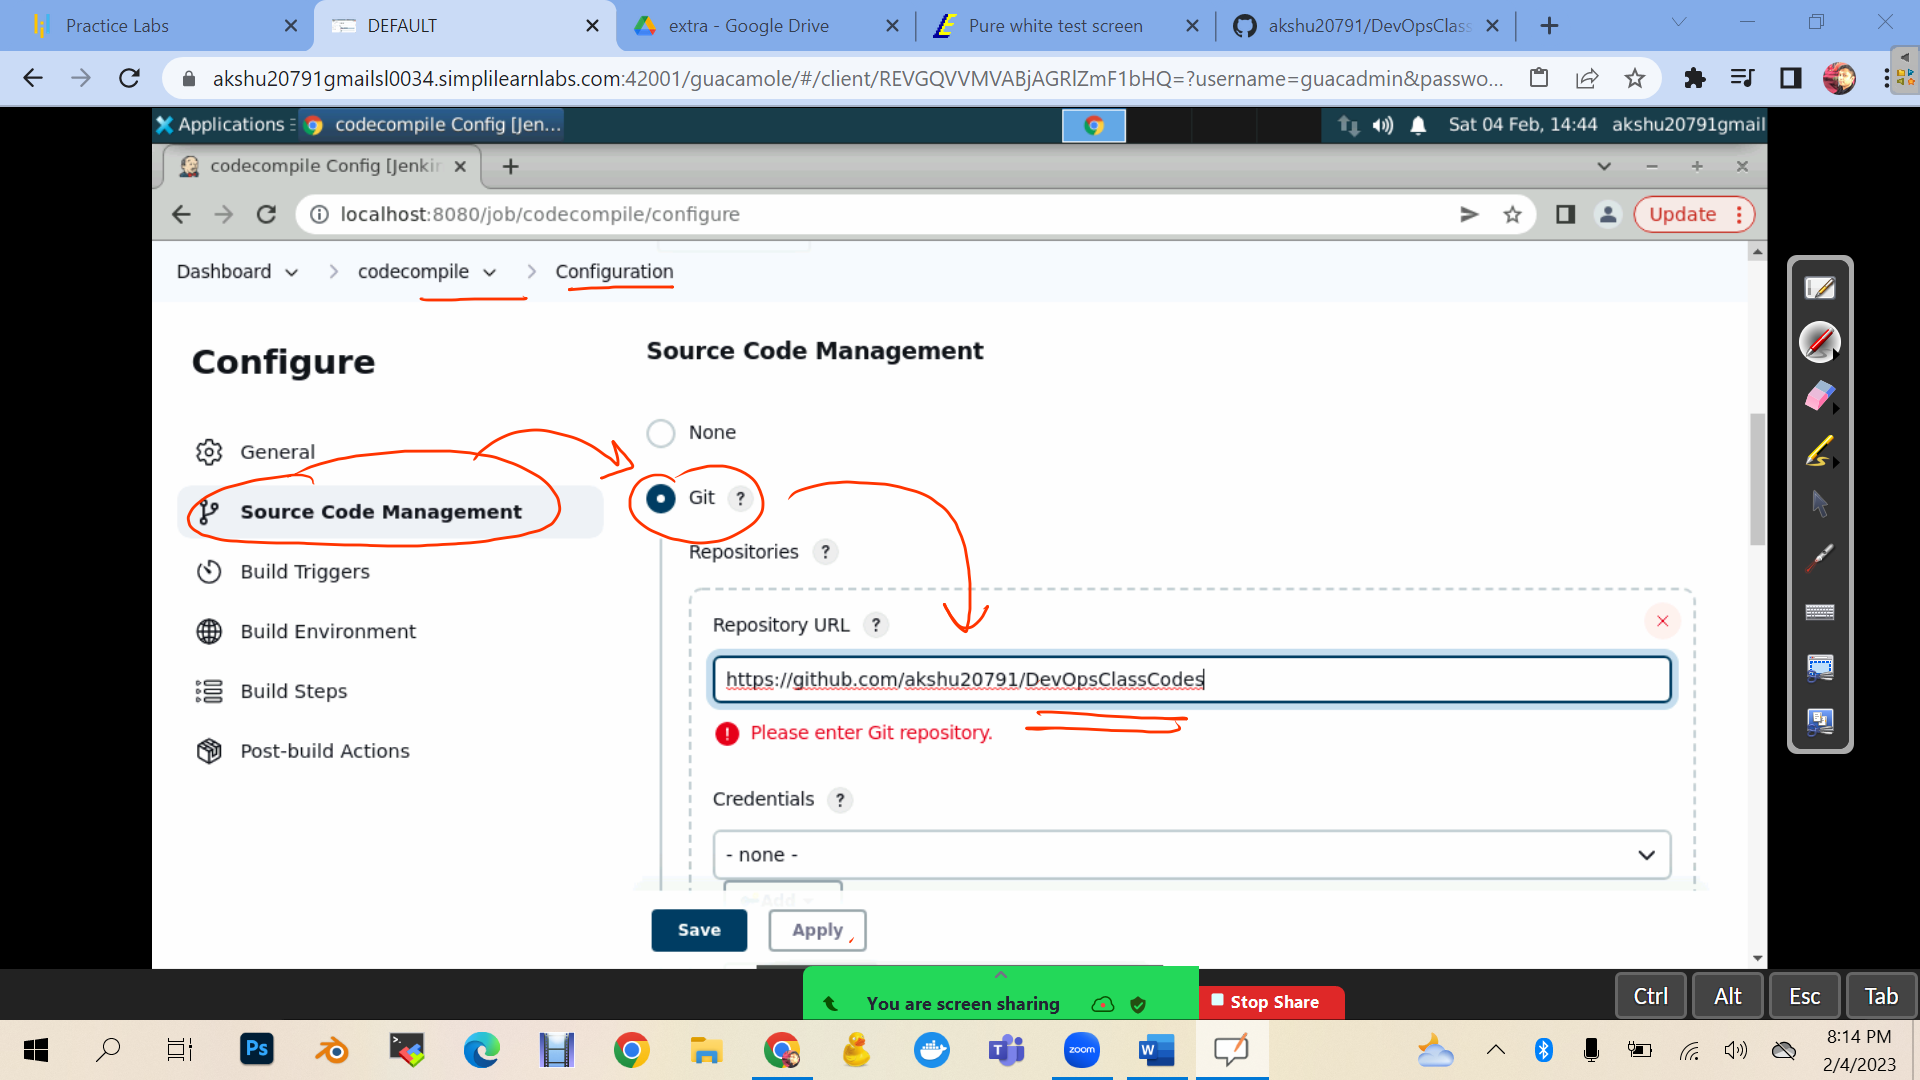 Practice Labs
DEFAULT
extra - Google Drive
Pure white test screen
akshu20791/DevOpsClass
akshu20791gmailsl0034.simplilearnlabs.com:42001/guacamole/#/client/REVGQVVMVABjAGRlZmF1bHQ=?username=guacadmin&passwo...
Applications
codecompile Config [Jen...
Sat 04 Feb, 14:44
akshu20791gmail
codecompile Config [Jenkin
localhost:8080/job/codecompile/configure
Update
Dashboard
codecompile
Configuration
Configure
General
Source Code Management
Build Triggers
Build Environment
Build Steps
Post-build Actions
Source Code Management
None
Git ?
Repositories ?
Repository URL ?
https://github.com/akshu20791/DevOpsClassCodes
Please enter Git repository.
Credentials ?
- none -
Add
Save
Apply
You are screen sharing
Stop Share
Ctrl
Alt
Esc
Tab
Ps
zoom
W
8:14 PM
2/4/2023